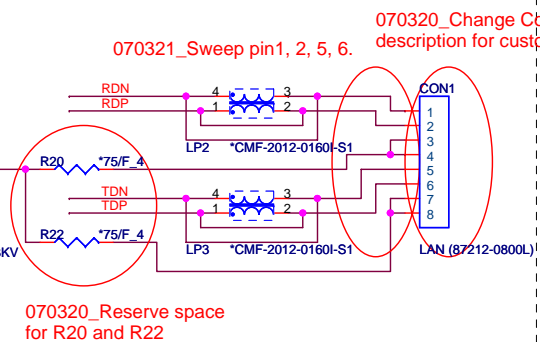 070320_Change
description for
070321_Sweep pin1, 2, 5, 6.
RDN
RDP
4
3
1
2
CON1
LP2
*CMF-2012-0160I-S1
1
2
3
4
5
6
7
8
R20
*75/F_4
TDN
TDP
4
3
1
2
R22
*75/F_4
LP3
*CMF-2012-0160I-S1
LAN (87212-0800L)
KV
070320_Reserve space
for R20 and R22